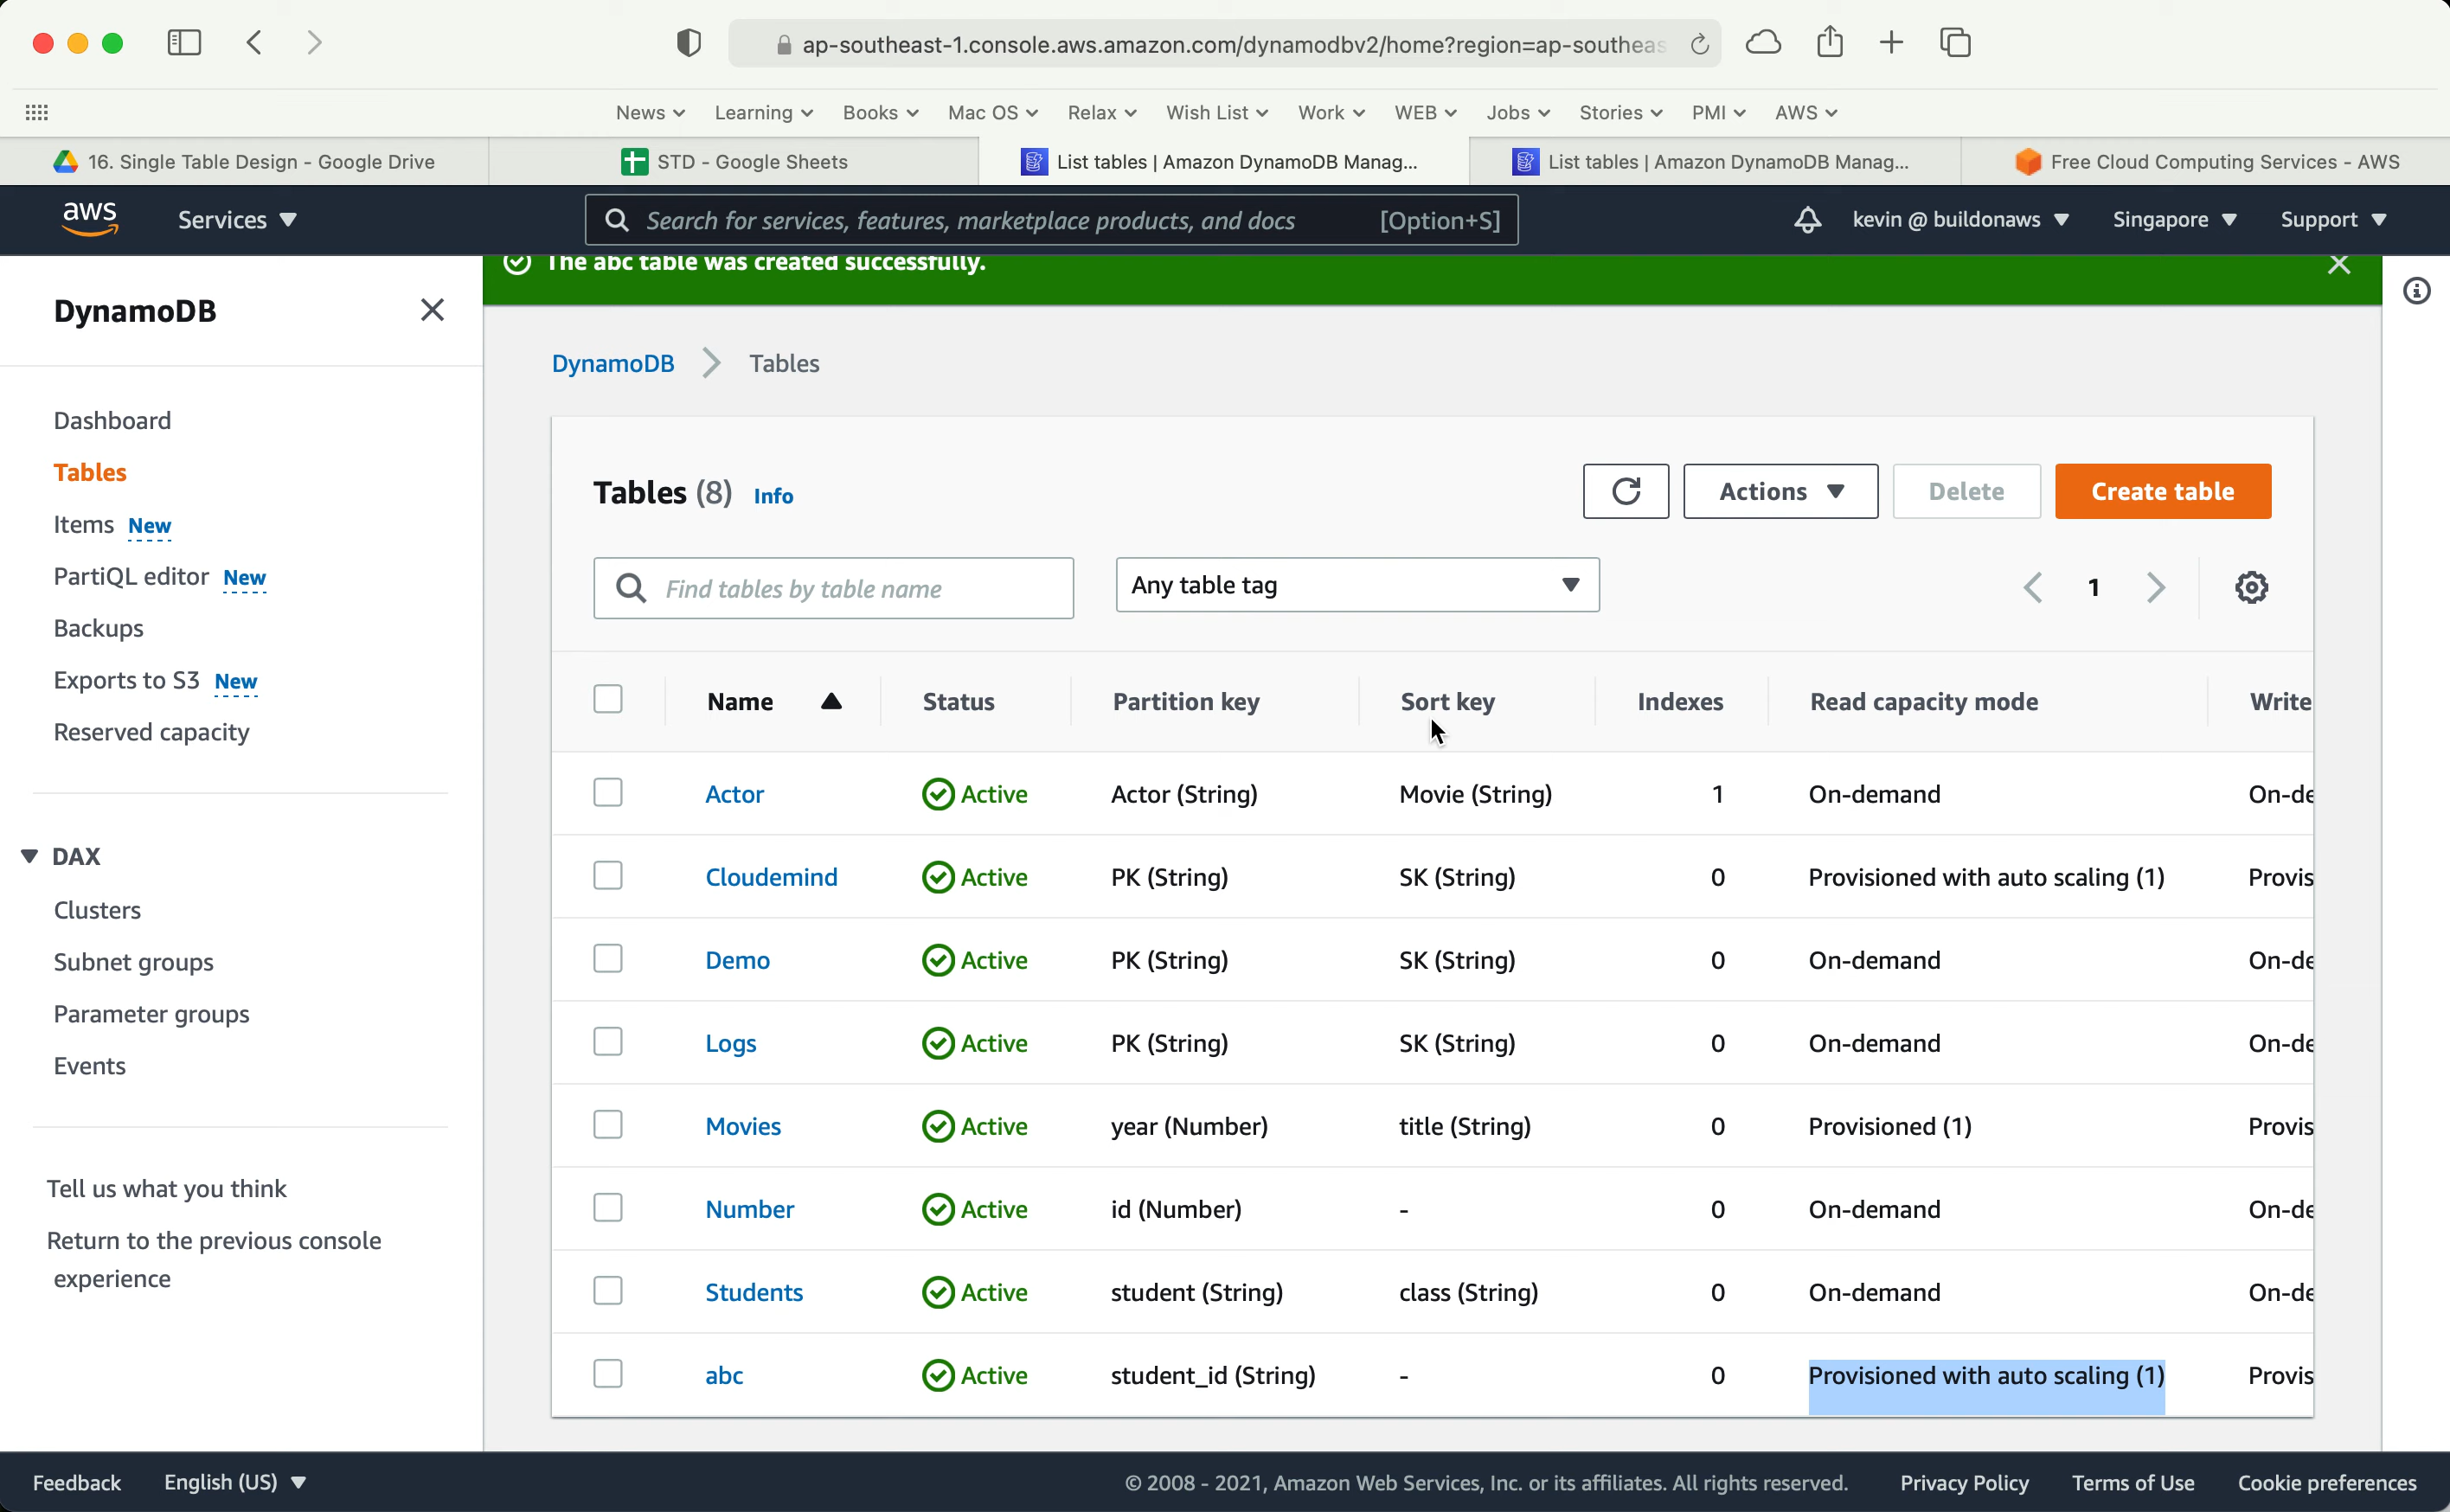 ap-southeast-1.console.aws.amazon.com/dynamodbv2/home?region=ap-southeas
News Learning Books Mac OS Relax Wish List Work WEB Jobs Stories PMI AWS
16. Single Table Design - Google Drive STD - Google Sheets List tables | Amazon DynamoDB Manag... List tables | Amazon DynamoDB Manag... Free Cloud Computing Services - AWS
aws Services Search for services, features, marketplace products, and docs [Option+S] kevin @ buildonaws Singapore Support
The abc table was created successfully.
DynamoDB
Dashboard
Tables
Items New
PartiQL editor New
Backups
Exports to S3 New
Reserved capacity
DAX
Clusters
Subnet groups
Parameter groups
Events
Tell us what you think
Return to the previous console
experience
DynamoDB Tables
Tables (8) Info Actions Delete Create table
Find tables by table name Any table tag 1
Name Status Partition key Sort key Indexes Read capacity mode Write
Actor Active Actor (String) Movie (String) 1 On-demand On-de
Cloudemind Active PK (String) SK (String) 0 Provisioned with auto scaling (1) Provis
Demo Active PK (String) SK (String) 0 On-demand On-de
Logs Active PK (String) SK (String) 0 On-demand On-de
Movies Active year (Number) title (String) 0 Provisioned (1) Provis
Number Active id (Number) - 0 On-demand On-de
Students Active student (String) class (String) 0 On-demand On-de
abc Active student_id (String) - 0 Provisioned with auto scaling (1) Provis
Feedback English (US) © 2008 - 2021, Amazon Web Services, Inc. or its affiliates. All rights reserved. Privacy Policy Terms of Use Cookie preferences